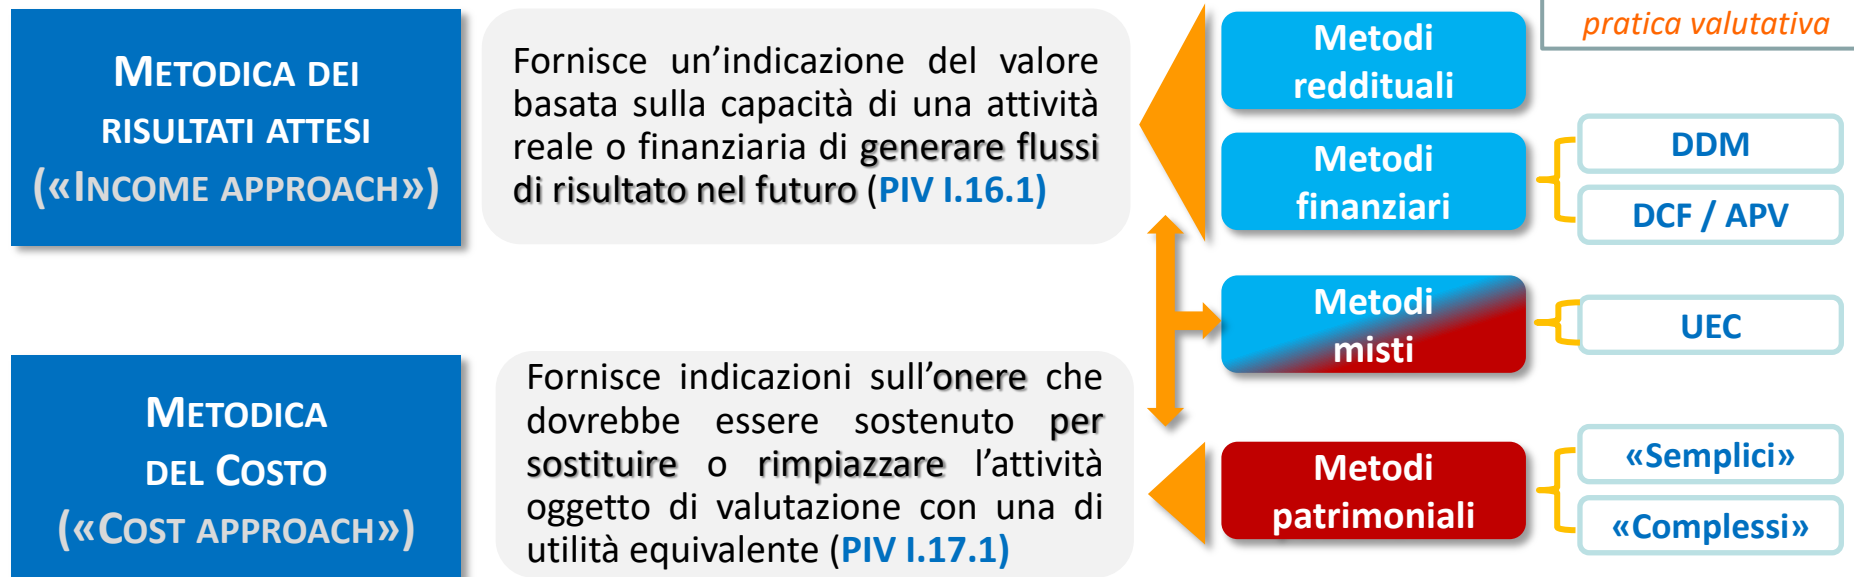 pratica valutativa
METODICA DEI
RISULTATI ATTESI
(«INCOME APPROACH»)
Fornisce un’indicazione del valore
basata sulla capacità di una attività
reale o finanziaria di generare flussi
di risultato nel futuro (PIV I.16.1)
Metodi
reddituali
Metodi
finanziari
DDM
DCF / APV
Metodi
misti
UEC
METODICA
DEL COSTO
(«COST APPROACH»)
Fornisce indicazioni sull’onere che
dovrebbe essere sostenuto per
sostituire o rimpiazzare l’attività
oggetto di valutazione con una di
utilità equivalente (PIV I.17.1)
Metodi
patrimoniali
«Semplici»
«Complessi»